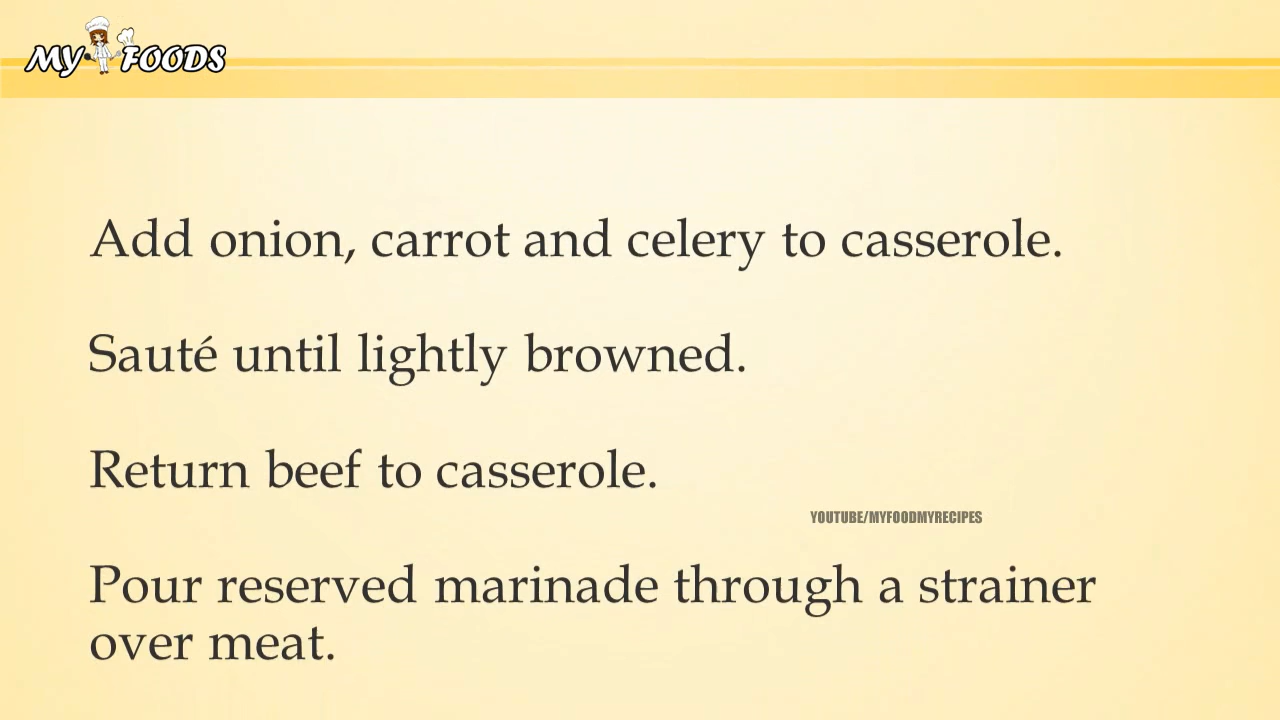 MY FOODS
Add onion, carrot and celery to casserole.
Sauté until lightly browned.
Return beef to casserole.
YOUTUBE/MYFOODMYRECIPES
Pour reserved marinade through a strainer
over meat.